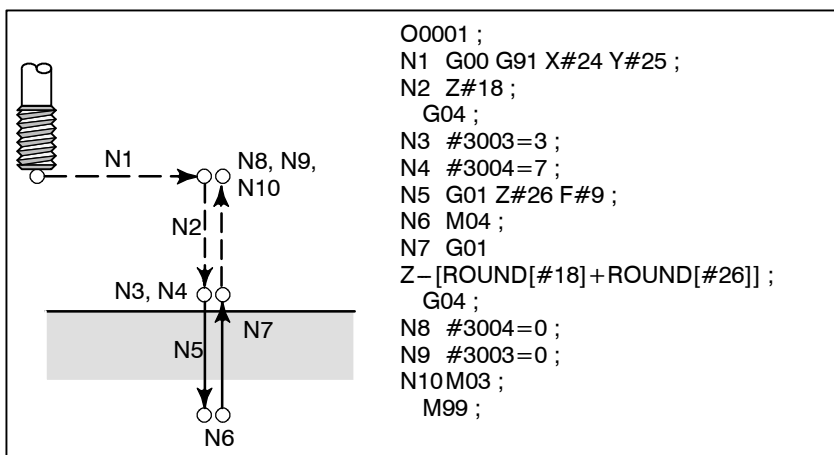 O0001 ;
N1 G00 G91 X#24 Y#25 ;
N2 Z#18 ;
G04 ;
N3 #3003=3 ;
N4 #3004=7 ;
N5 G01 Z#26 F#9 ;
N6 M04 ;
N7 G01
Z−[ROUND[#18]+ROUND[#26]] ;
G04 ;
N8 #3004=0 ;
N9 #3003=0 ;
N10 M03 ;
M99 ;
N1
N8, N9,
N10
N2
N3, N4
N7
N5
N6